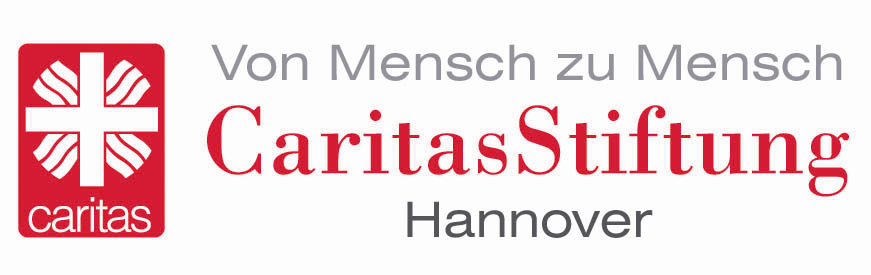 Von Mensch zu Mensch
CaritasStiftung
Hannover
caritas